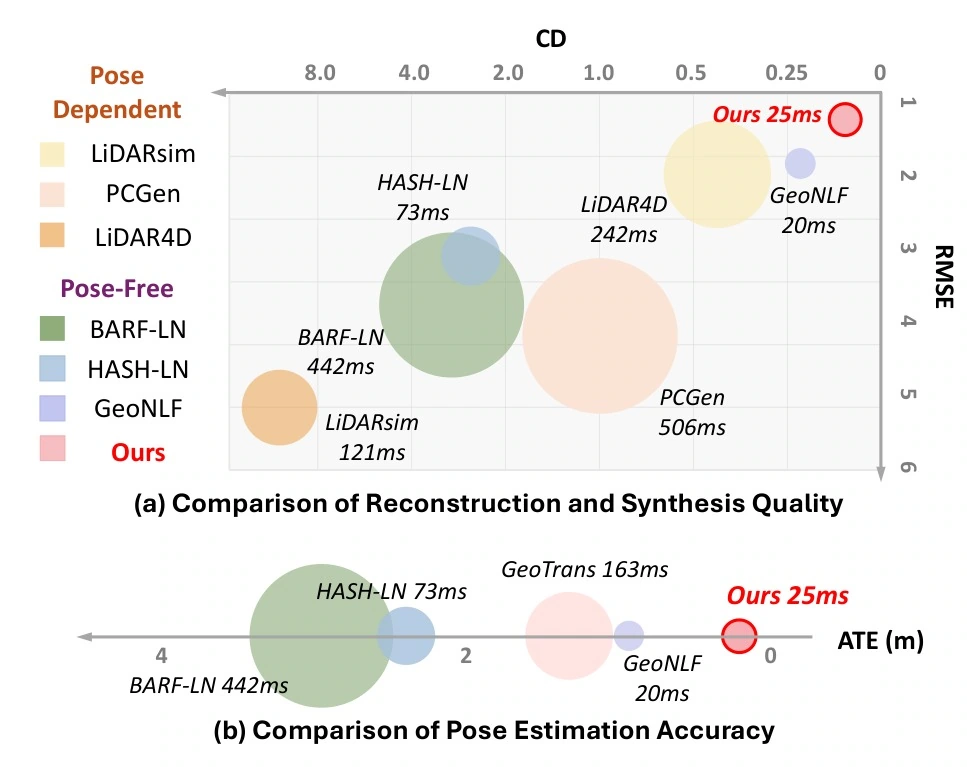 CD
8.0 4.0 2.0 1.0 0.5 0.25 0
Pose
Dependent
LiDARsim
PCGen
LiDAR4D
Pose-Free
BARF-LN
HASH-LN
GeoNLF
Ours
Ours 25ms
HASH-LN
73ms
LiDAR4D
242ms
GeoNLF
20ms
BARF-LN
442ms
LiDARsim
121ms
PCGen
506ms
1
2
3
4
5
6
RMSE
(a) Comparison of Reconstruction and Synthesis Quality
GeoTrans 163ms
HASH-LN 73ms
Ours 25ms
ATE (m)
4 2 0
GeoNLF
20ms
BARF-LN 442ms
(b) Comparison of Pose Estimation Accuracy